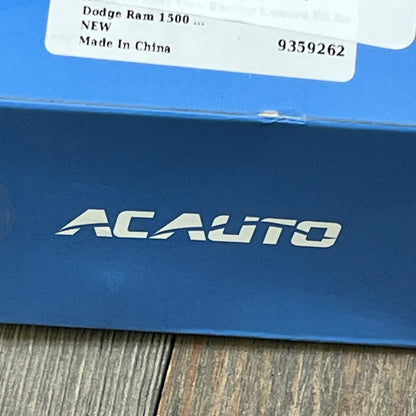 Dodge Ram 1500 ...
NEW
Made In China
9359262
ACAUTO